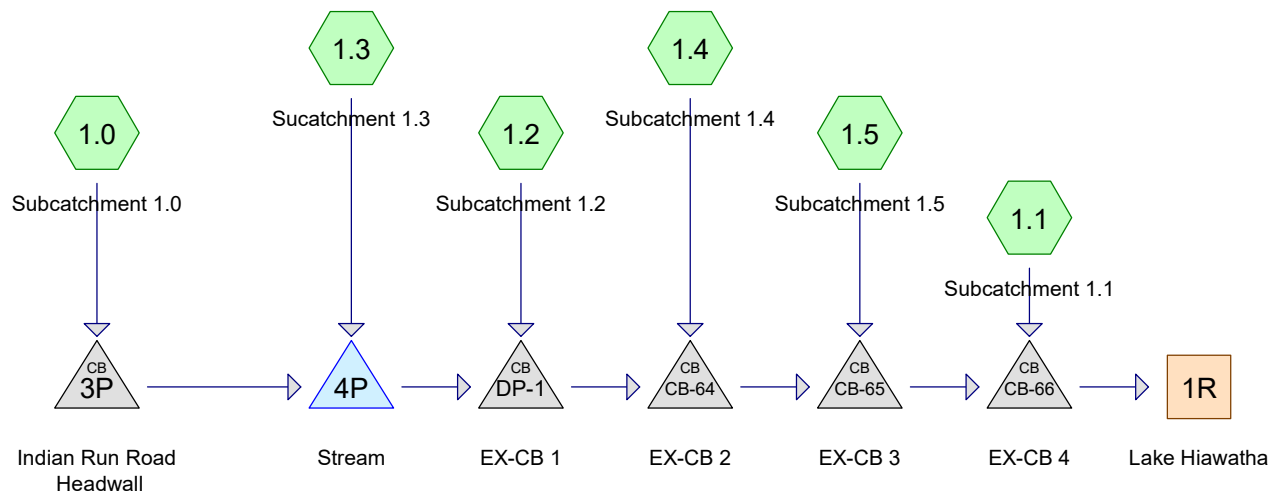 1.3
1.4
Sucatchment 1.3
Subcatchment 1.4
1.0
1.2
1.5
Subcatchment 1.0
Subcatchment 1.2
Subcatchment 1.5
1.1
Subcatchment 1.1
CB
3P
4P
CB
DP-1
CB
CB-64
CB
CB-65
CB
CB-66
1R
Indian Run Road
Headwall
Stream
EX-CB 1
EX-CB 2
EX-CB 3
EX-CB 4
Lake Hiawatha